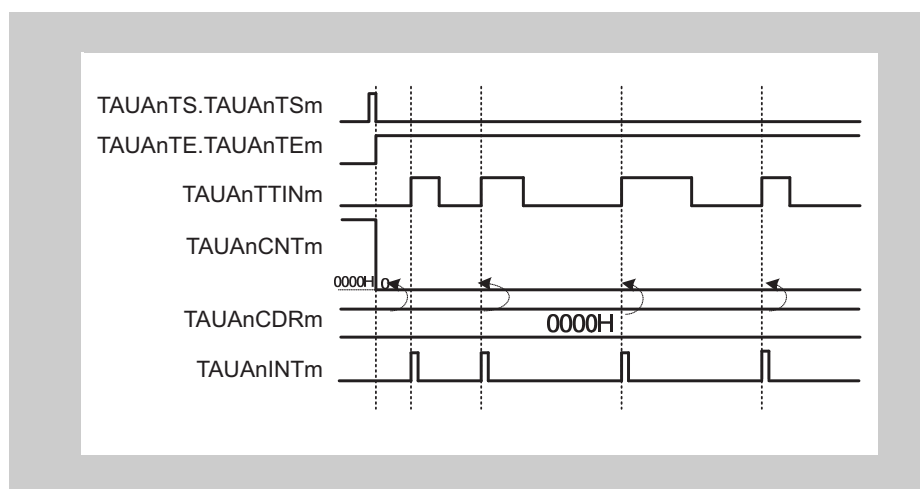 TAUAnTS.TAUAnTSm
TAUAnTE.TAUAnTEm
TAUAnTTINm
TAUAnCNTm
0000H 0
TAUAnCDRm
0000H
TAUAnINTm